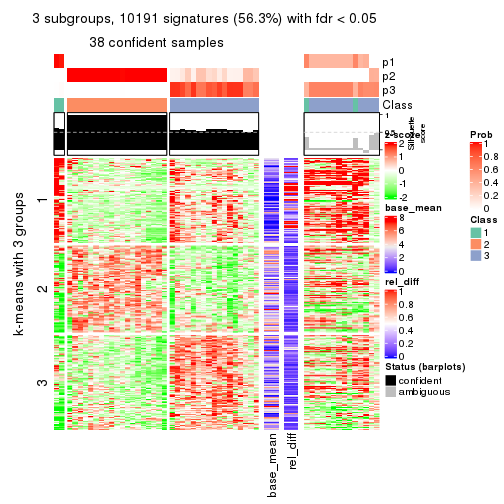 3 subgroups, 10191 signatures (56.3%) with fdr < 0.05
38 confident samples
p1
p2
p3
Class
1
0.5
Silhouette
score
z-score
2
1
0
-1
-2
base_mean
8
6
4
2
0
rel_diff
1
0.8
0.6
0.4
0.2
0
Status (barplots)
confident
ambiguous
Prob
1
0.8
0.6
0.4
0.2
0
Class
1
2
3
k-means with 3 groups
1
2
3
base_mean
rel_diff